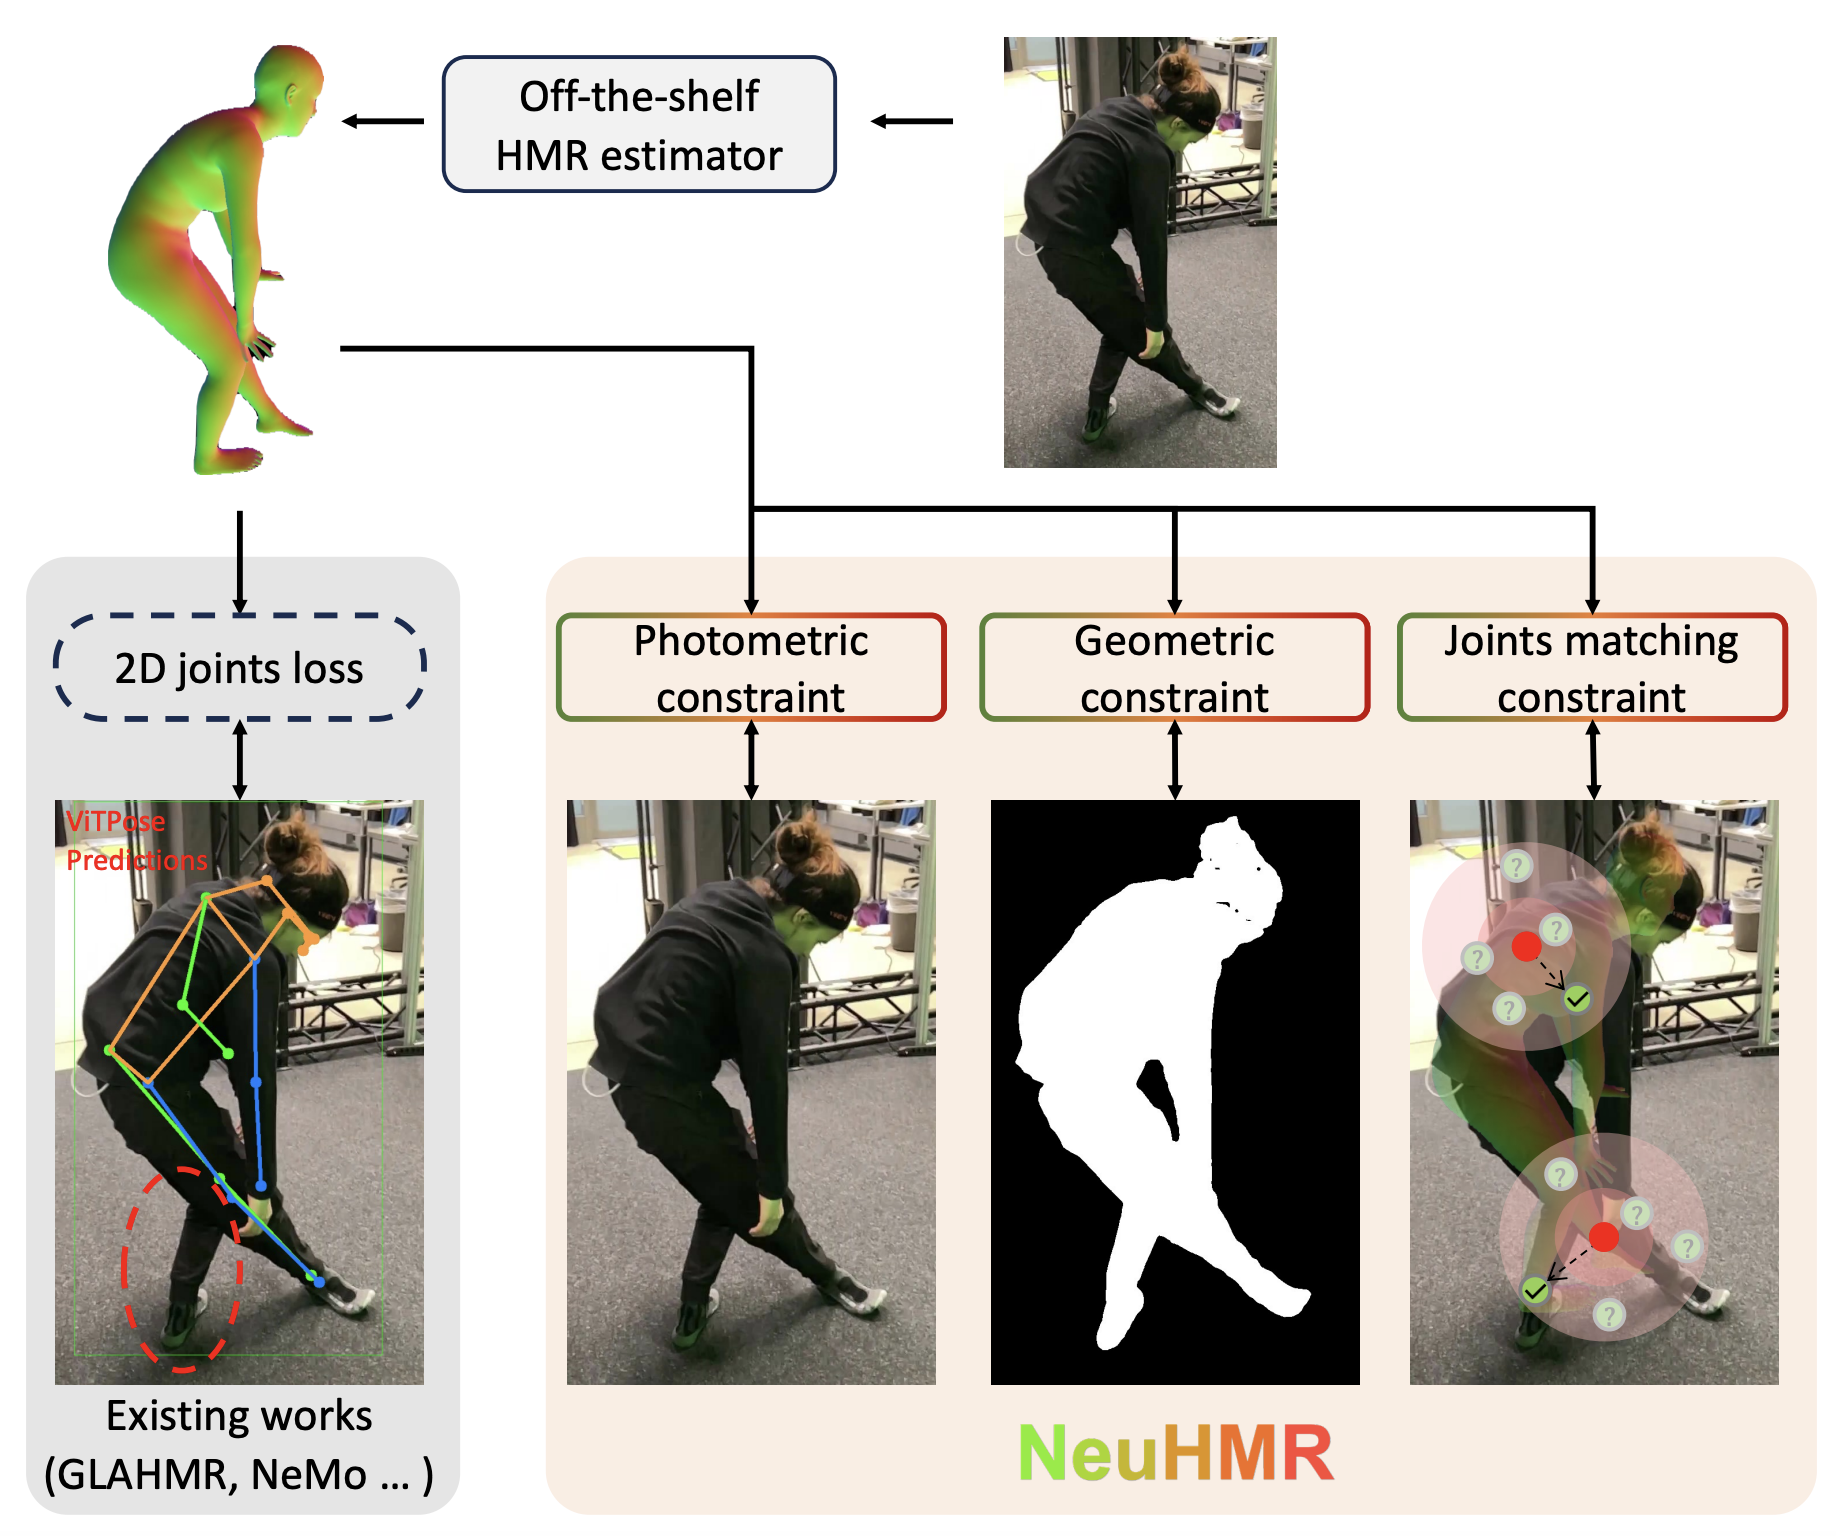 Off-the-shelf
HMR estimator
2D joints loss
Photometric
constraint
Geometric
constraint
Joints matching
constraint
ViTPose
Predictions
?
?
?
?
?
?
?
?
Existing works
(GLAHMR, NeMo ... )
NeuHMR